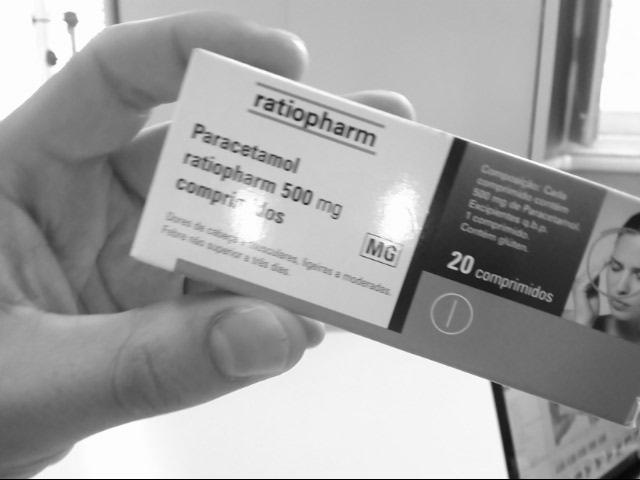 ratiopharm
Paracetamol
ratiopharm 500 mg
comprimidos
Dores de cabeça e musculares, ligeiras a moderadas.
Febre não superior a três dias.
MG
Composição: Cada
comprimido contém
500 mg de Paracetamol.
Excipientes q.b.p.
1 comprimido.
Contém glúten.
20 comprimidos